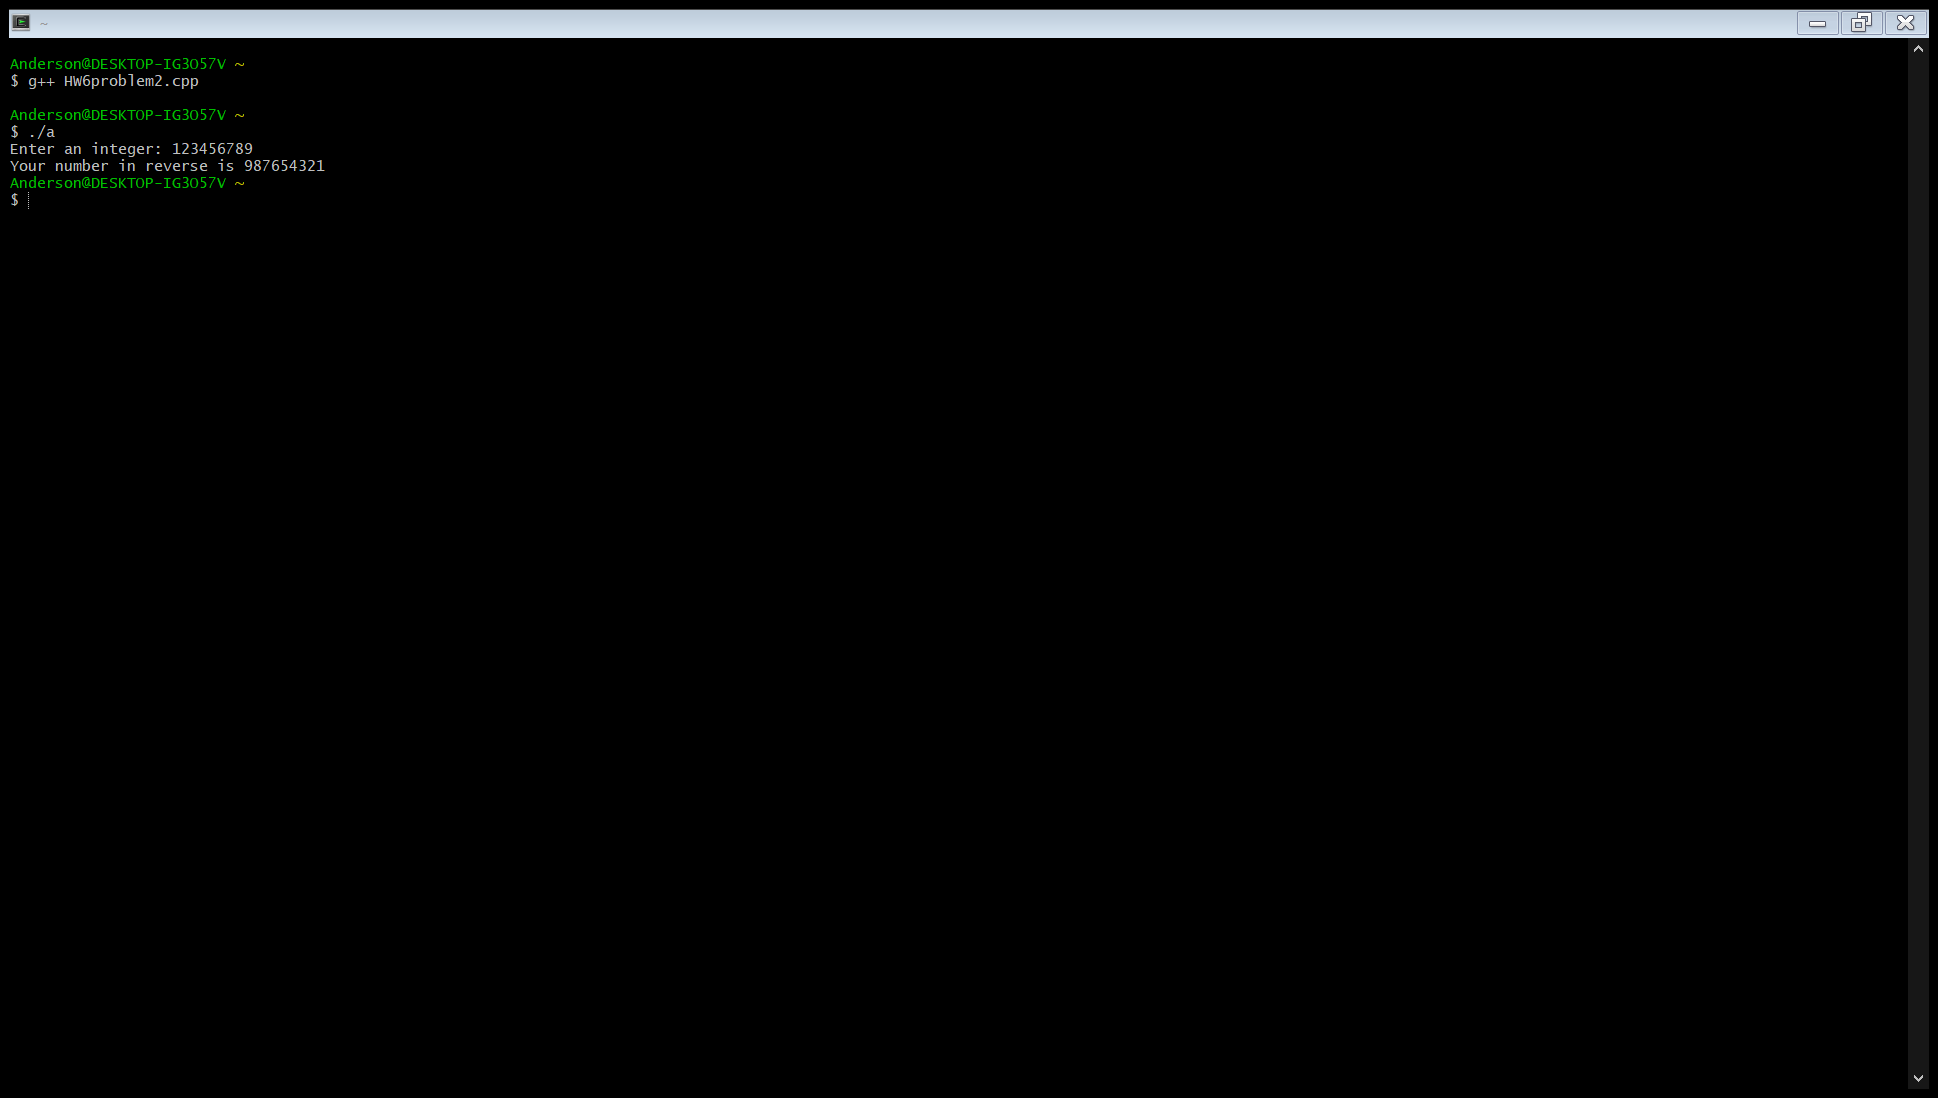 ~
Anderson@DESKTOP-IG3O57V ~
$ g++ HW6problem2.cpp
Anderson@DESKTOP-IG3O57V ~
$ ./a
Enter an integer: 123456789
Your number in reverse is 987654321
Anderson@DESKTOP-IG3O57V ~
$